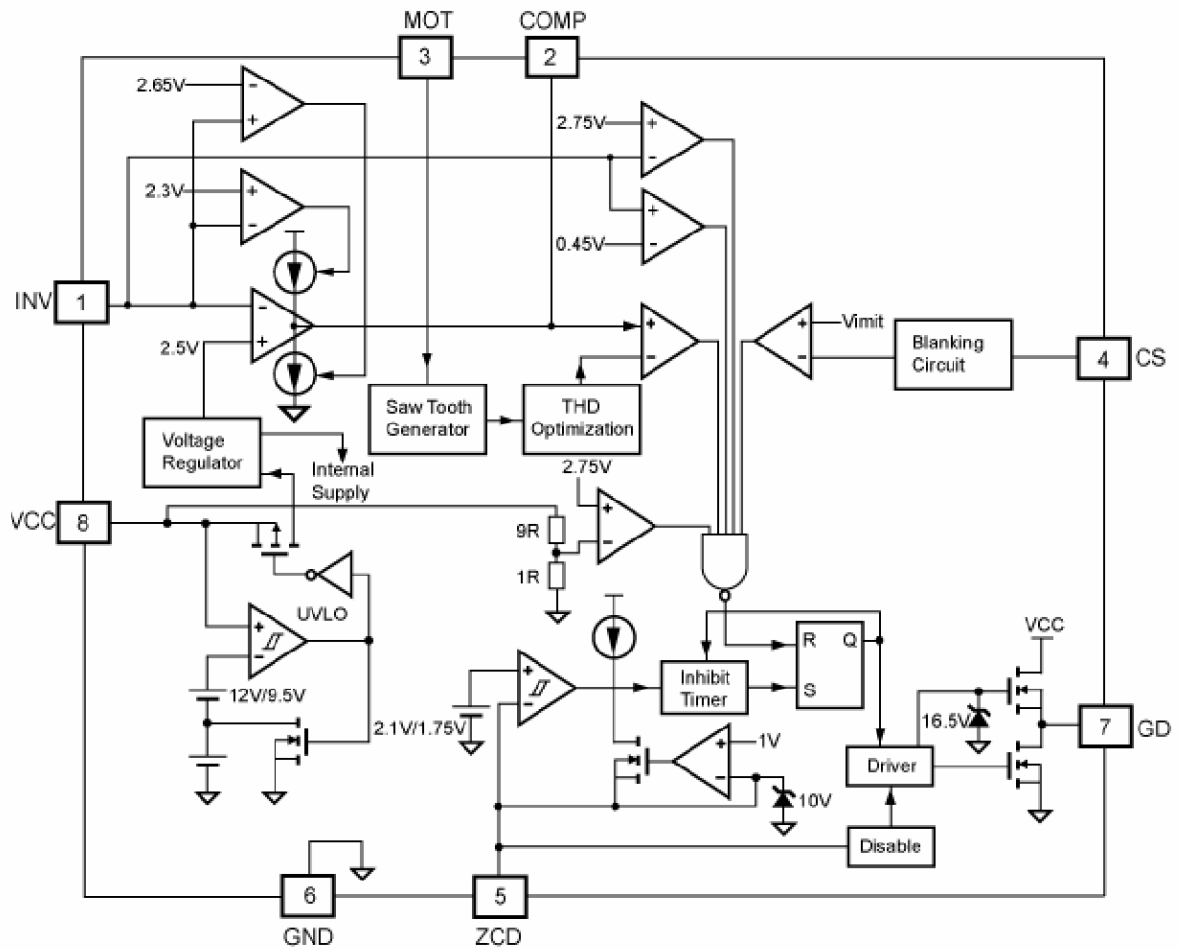 MOT
COMP
3
2
2.65V
-
+
2.75V
+
-
2.3V
+
-
+
0.45V
-
INV
1
-
+
2.5V
+
-
+
Vimit
-
Blanking
Circuit
4
CS
Voltage
Regulator
Saw Tooth
Generator
THD
Optimization
Internal
Supply
2.75V
VCC
8
9R
+
-
1R
UVLO
+
-
12V/9.5V
+
-
2.1V/1.75V
Inhibit
Timer
R
Q
S
VCC
16.5V
7
GD
+
1V
-
10V
Driver
Disable
6
GND
5
ZCD